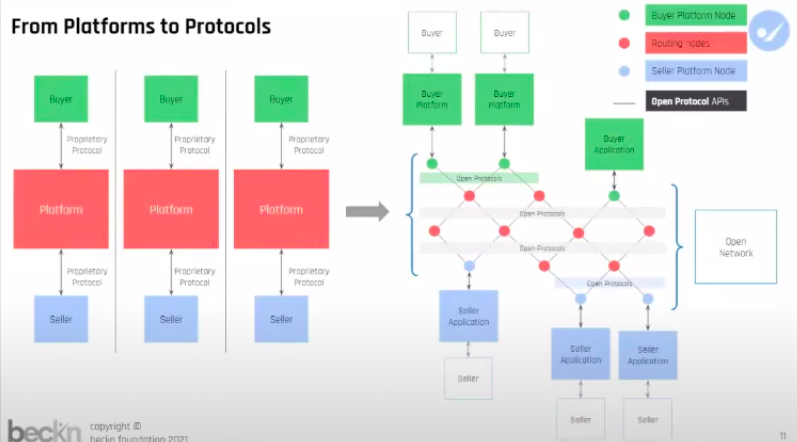 From Platforms to Protocols
Buyer
Proprietary
Protocol
Platform
Proprietary
Protocol
Seller
Buyer
Proprietary
Protocol
Platform
Proprietary
Protocol
Seller
Buyer
Proprietary
Protocol
Platform
Proprietary
Protocol
Seller
Buyer
Buyer
Buyer
Platform
Buyer
Platform
Buyer
Application
Open Protocols
Open Protocols
Open Protocols
Open Protocols
Seller
Application
Seller
Seller
Application
Seller
Application
Seller
Seller
Open
Network
Buyer Platform Node
Routing nodes
Seller Platform Node
Open Protocol APIs
beckn
copyright ©
beckn foundation 2021
11